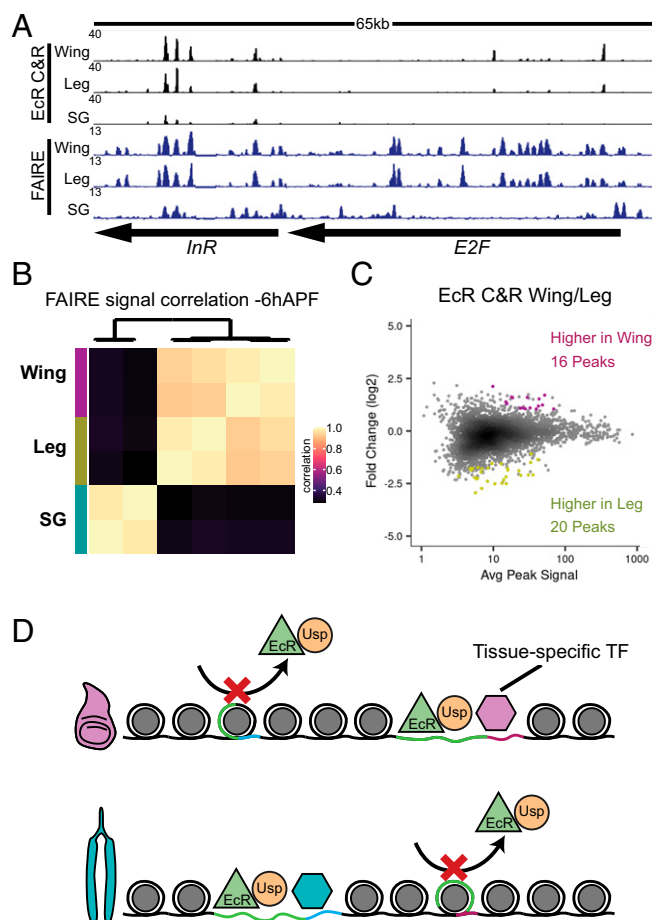 A
65kb
EcR C&R
Wing
40
Leg
40
SG
40
FAIRE
Wing
13
Leg
13
SG
13
InR
E2F
B
FAIRE signal correlation -6hAPF
Wing
Leg
SG
1.0
0.8
0.6
0.4
correlation
C
EcR C&R Wing/Leg
Higher in Wing
16 Peaks
Higher in Leg
20 Peaks
5.0
2.5
0.0
-2.5
-5.0
Fold Change (log2)
1
10
100
1000
Avg Peak Signal
D
EcR
Usp
Tissue-specific TF
EcR
Usp
EcR
Usp
EcR
Usp